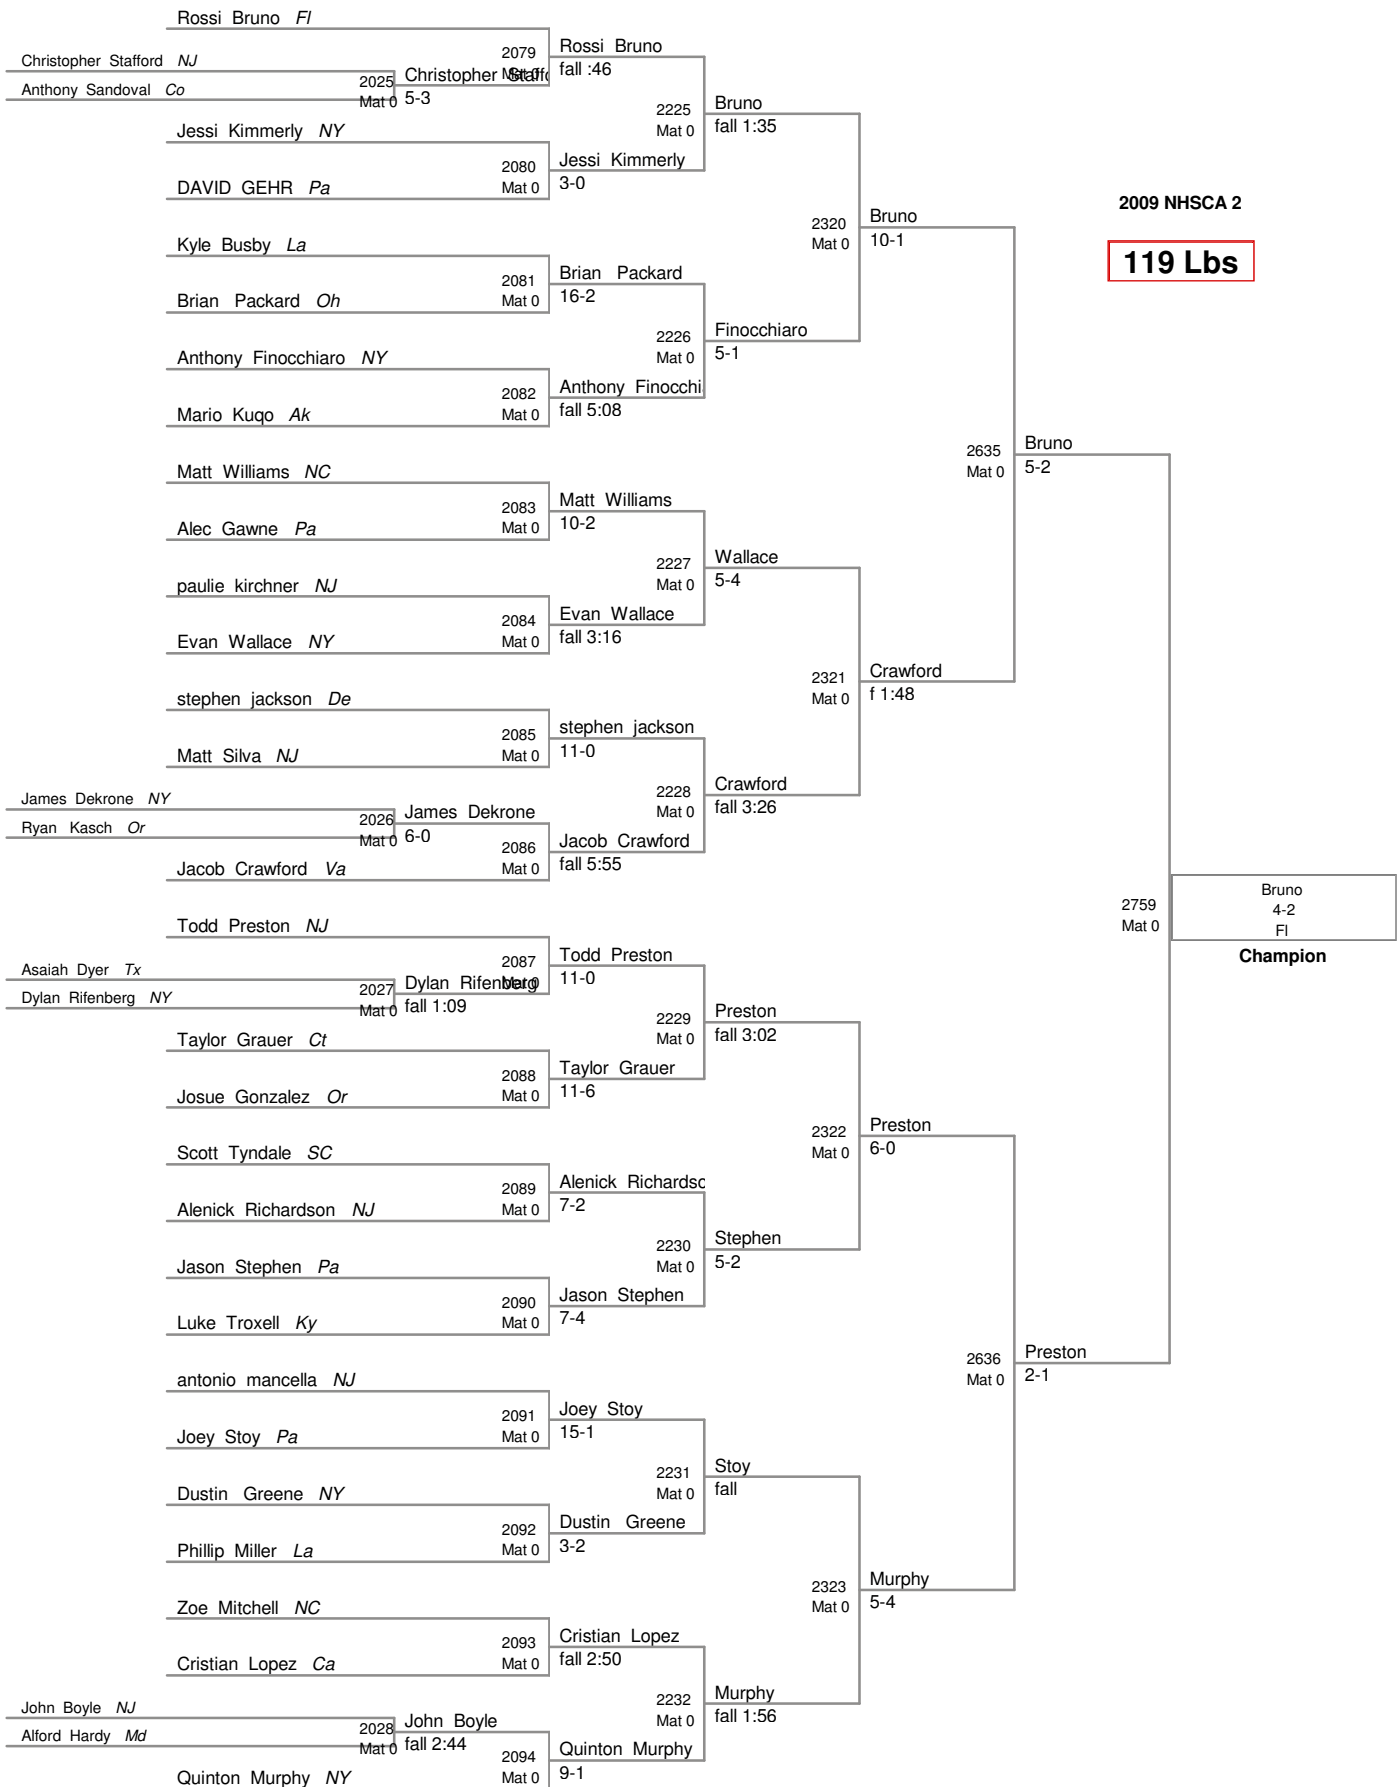 Rossi Bruno Fl
Christopher Stafford NJ
Anthony Sandoval Co
2025
Mat 0
Christopher Staffo
5-3
2079
Mat 0
Rossi Bruno
fall :46
Jessi Kimmerly NY
DAVID GEHR Pa
2080
Mat 0
Jessi Kimmerly
3-0
2225
Mat 0
Bruno
fall 1:35
Kyle Busby La
Brian Packard Oh
2081
Mat 0
Brian Packard
16-2
Anthony Finocchiaro NY
Mario Kuqo Ak
2082
Mat 0
Anthony Finocchi
fall 5:08
2226
Mat 0
Finocchiaro
5-1
2320
Mat 0
Bruno
10-1
2009 NHSCA 2
119 Lbs
Matt Williams NC
Alec Gawne Pa
2083
Mat 0
Matt Williams
10-2
paulie kirchner NJ
Evan Wallace NY
2084
Mat 0
Evan Wallace
fall 3:16
2227
Mat 0
Wallace
5-4
stephen jackson De
Matt Silva NJ
2085
Mat 0
stephen jackson
11-0
James Dekrone NY
Ryan Kasch Or
2026
Mat 0
James Dekrone
6-0
Jacob Crawford Va
2086
Mat 0
Jacob Crawford
fall 5:55
2228
Mat 0
Crawford
fall 3:26
2321
Mat 0
Crawford
f 1:48
2635
Mat 0
Bruno
5-2
Todd Preston NJ
Asaiah Dyer Tx
Dylan Rifenberg NY
2027
Mat 0
Dylan Rifenberg
fall 1:09
2087
Mat 0
Todd Preston
11-0
Taylor Grauer Ct
Josue Gonzalez Or
2088
Mat 0
Taylor Grauer
11-6
2229
Mat 0
Preston
fall 3:02
Scott Tyndale SC
Alenick Richardson NJ
2089
Mat 0
Alenick Richardsc
7-2
Jason Stephen Pa
Luke Troxell Ky
2090
Mat 0
Jason Stephen
7-4
2230
Mat 0
Stephen
5-2
2322
Mat 0
Preston
6-0
antonio mancella NJ
Joey Stoy Pa
2091
Mat 0
Joey Stoy
15-1
Dustin Greene NY
Phillip Miller La
2092
Mat 0
Dustin Greene
3-2
2231
Mat 0
Stoy
fall
Zoe Mitchell NC
Cristian Lopez Ca
2093
Mat 0
Cristian Lopez
fall 2:50
John Boyle NJ
Alford Hardy Md
2028
Mat 0
John Boyle
fall 2:44
Quinton Murphy NY
2094
Mat 0
Quinton Murphy
9-1
2232
Mat 0
Murphy
fall 1:56
2323
Mat 0
Murphy
5-4
2636
Mat 0
Preston
2-1
2759
Mat 0
Bruno
4-2
Fl
Champion